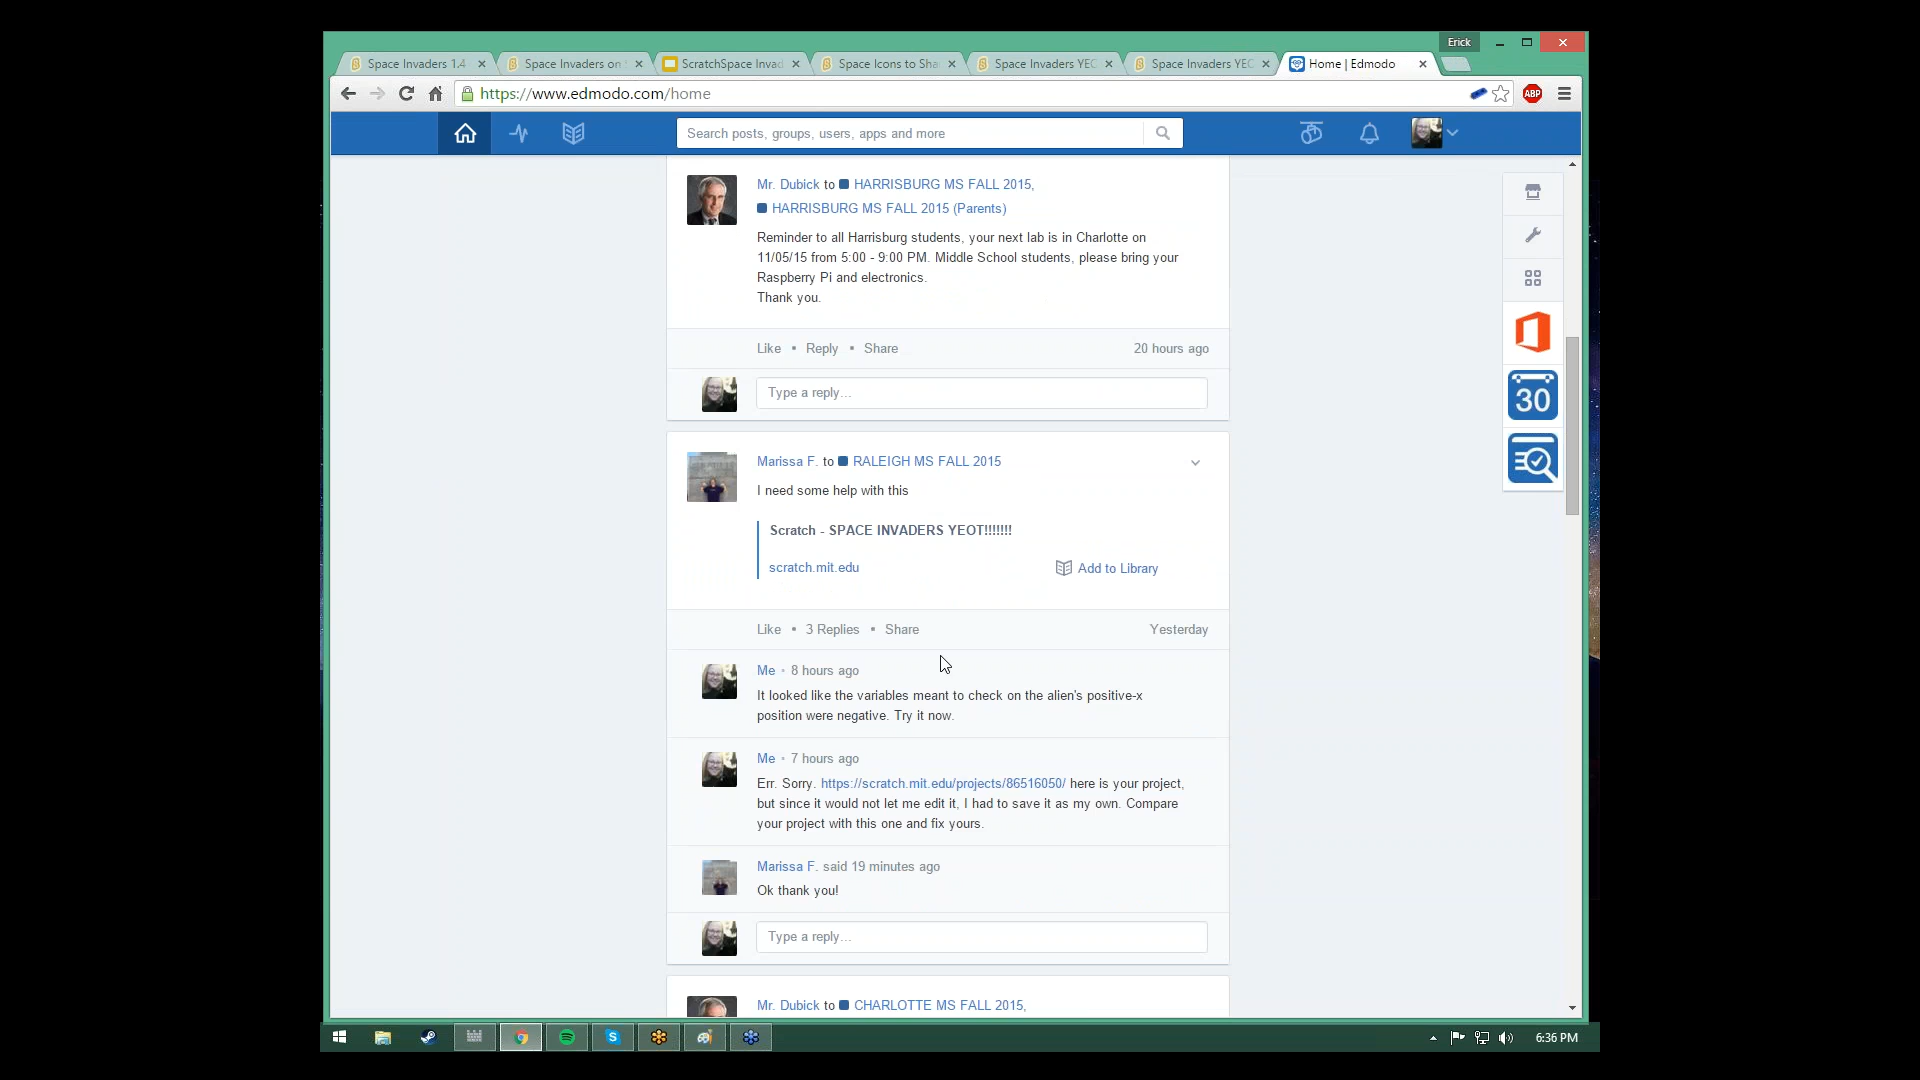 Erick
Space Invaders 1.4
Space Invaders on
ScratchSpace Invad
Space Icons to Sha
Space Invaders YEO
Space Invaders YEO
Home | Edmodo
https://www.edmodo.com/home
ABP
Search posts, groups, users, apps and more
Mr. Dubick to HARRISBURG MS FALL 2015,
HARRISBURG MS FALL 2015 (Parents)
Reminder to all Harrisburg students, your next lab is in Charlotte on
11/05/15 from 5:00 - 9:00 PM. Middle School students, please bring your
Raspberry Pi and electronics.
Thank you.
Like • Reply • Share 20 hours ago
Type a reply...
30
Marissa F. to RALEIGH MS FALL 2015
I need some help with this
Scratch - SPACE INVADERS YEOT!!!!!!!
scratch.mit.edu Add to Library
Like • 3 Replies • Share Yesterday
Me • 8 hours ago
It looked like the variables meant to check on the alien's positive-x
position were negative. Try it now.
Me • 7 hours ago
Err. Sorry. https://scratch.mit.edu/projects/86516050/ here is your project,
but since it would not let me edit it, I had to save it as my own. Compare
your project with this one and fix yours.
Marissa F. said 19 minutes ago
Ok thank you!
Type a reply...
Mr. Dubick to CHARLOTTE MS FALL 2015,
6:36 PM